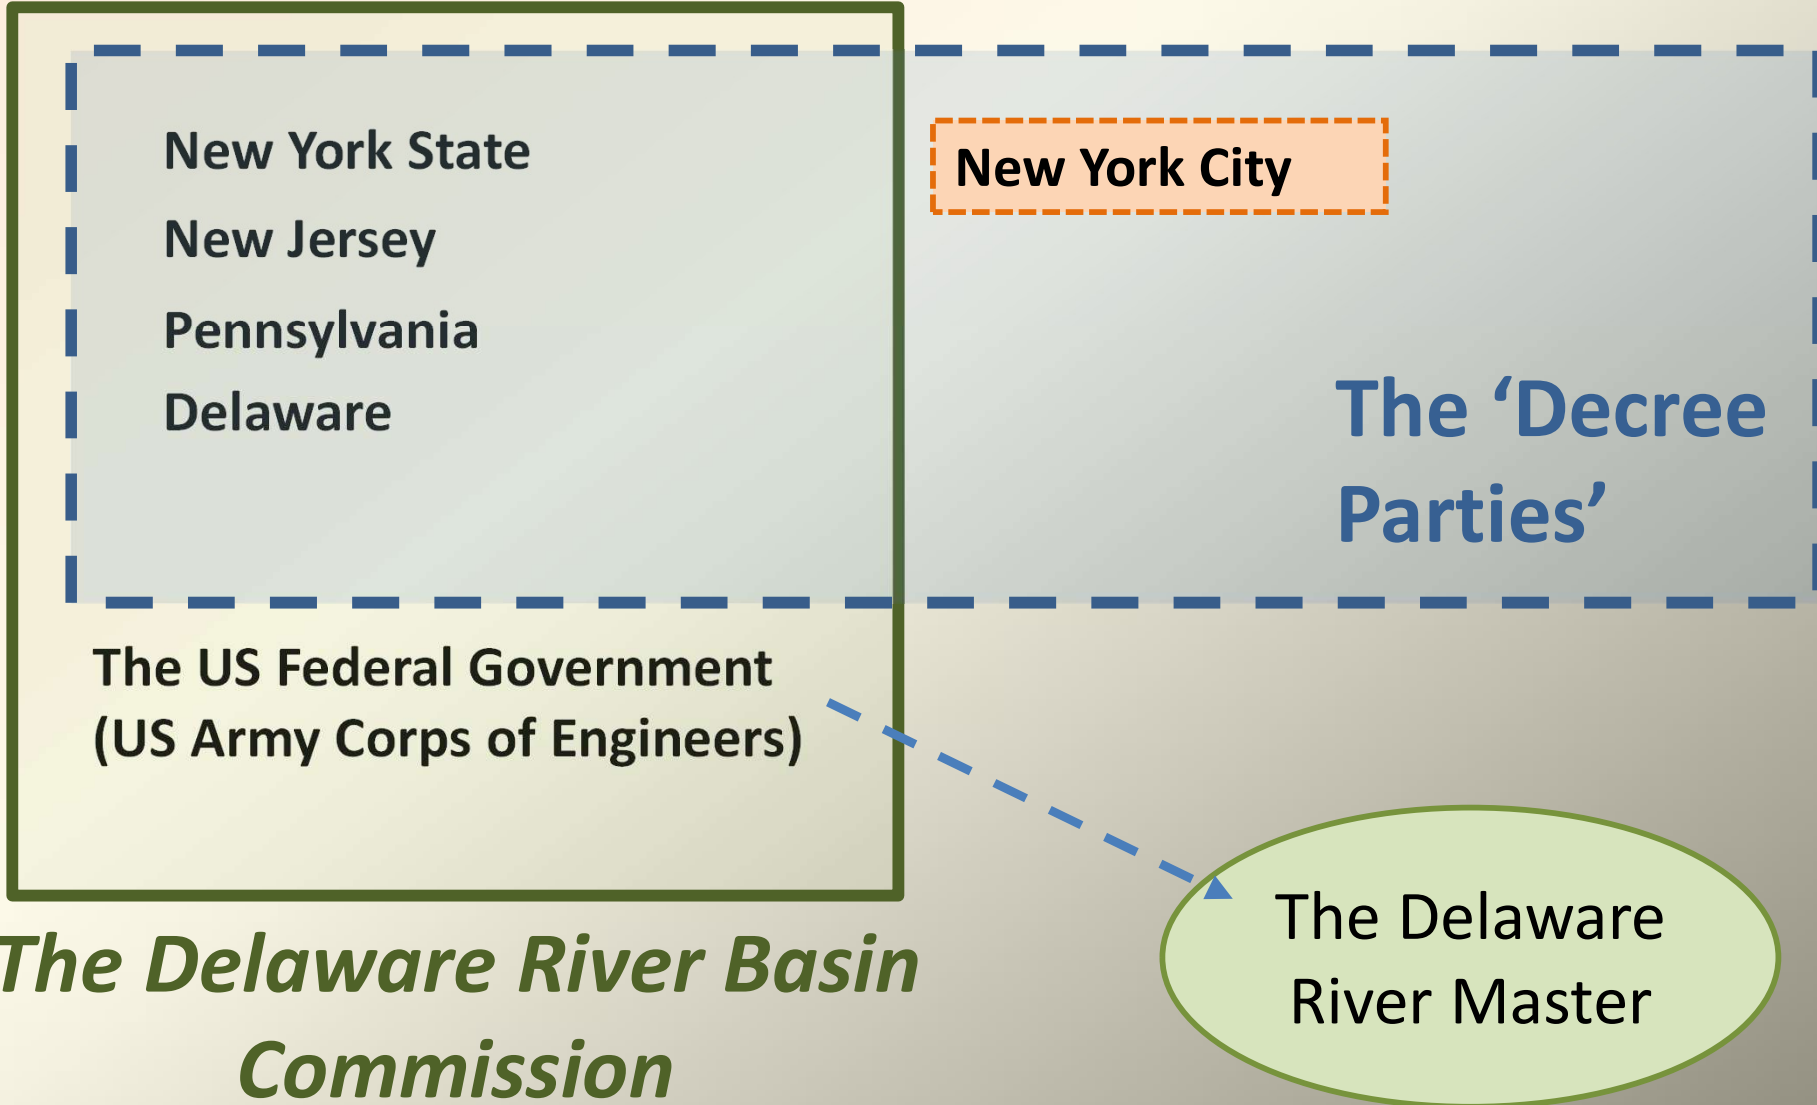 New York State
New Jersey
Pennsylvania
Delaware
New York City
The ‘Decree
Parties’
The US Federal Government
(US Army Corps of Engineers)
The Delaware River Basin
Commission
The Delaware
River Master